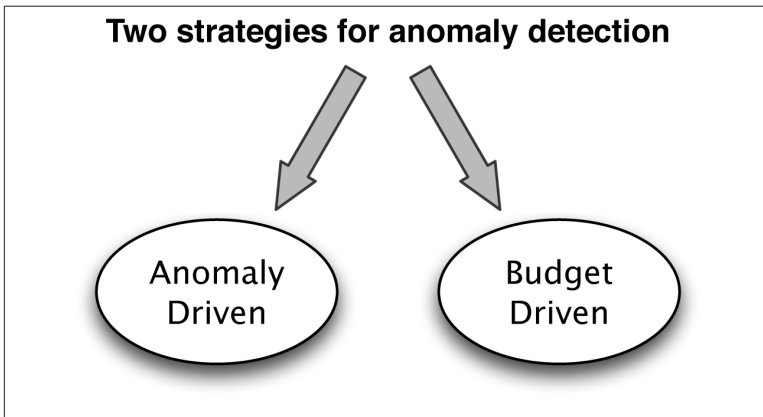 Two strategies for anomaly detection
Anomaly
Driven
Budget
Driven